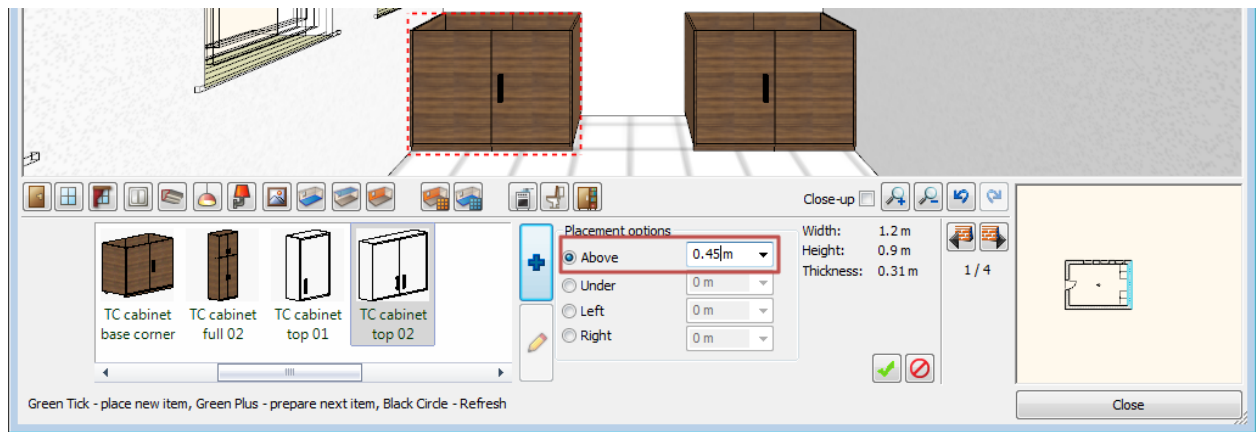 Close-up
Placement options
Above 0.45 m
Under 0 m
Left 0 m
Right 0 m
Width: 1.2 m
Height: 0.9 m
Thickness: 0.31 m
1 / 4
TC cabinet base corner
TC cabinet full 02
TC cabinet top 01
TC cabinet top 02
Green Tick - place new item, Green Plus - prepare next item, Black Circle - Refresh
Close